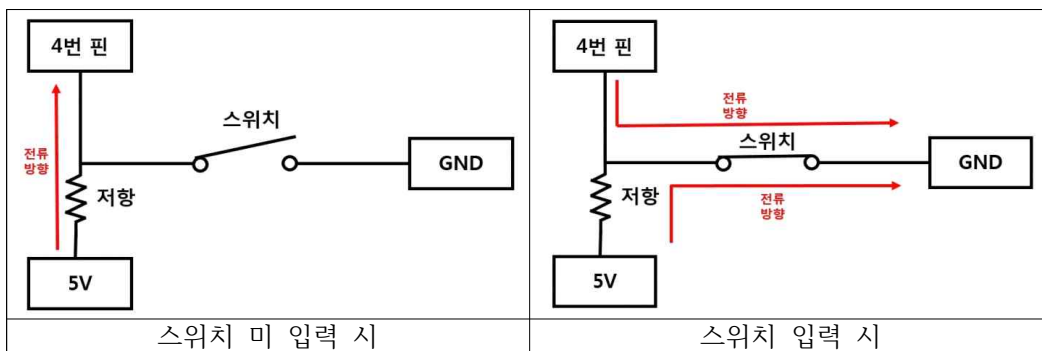 4번 핀
전류
방향
스위치
GND
저항
5V
스위치 미 입력 시
4번 핀
전류
방향
스위치
GND
저항
전류
방향
5V
스위치 입력 시